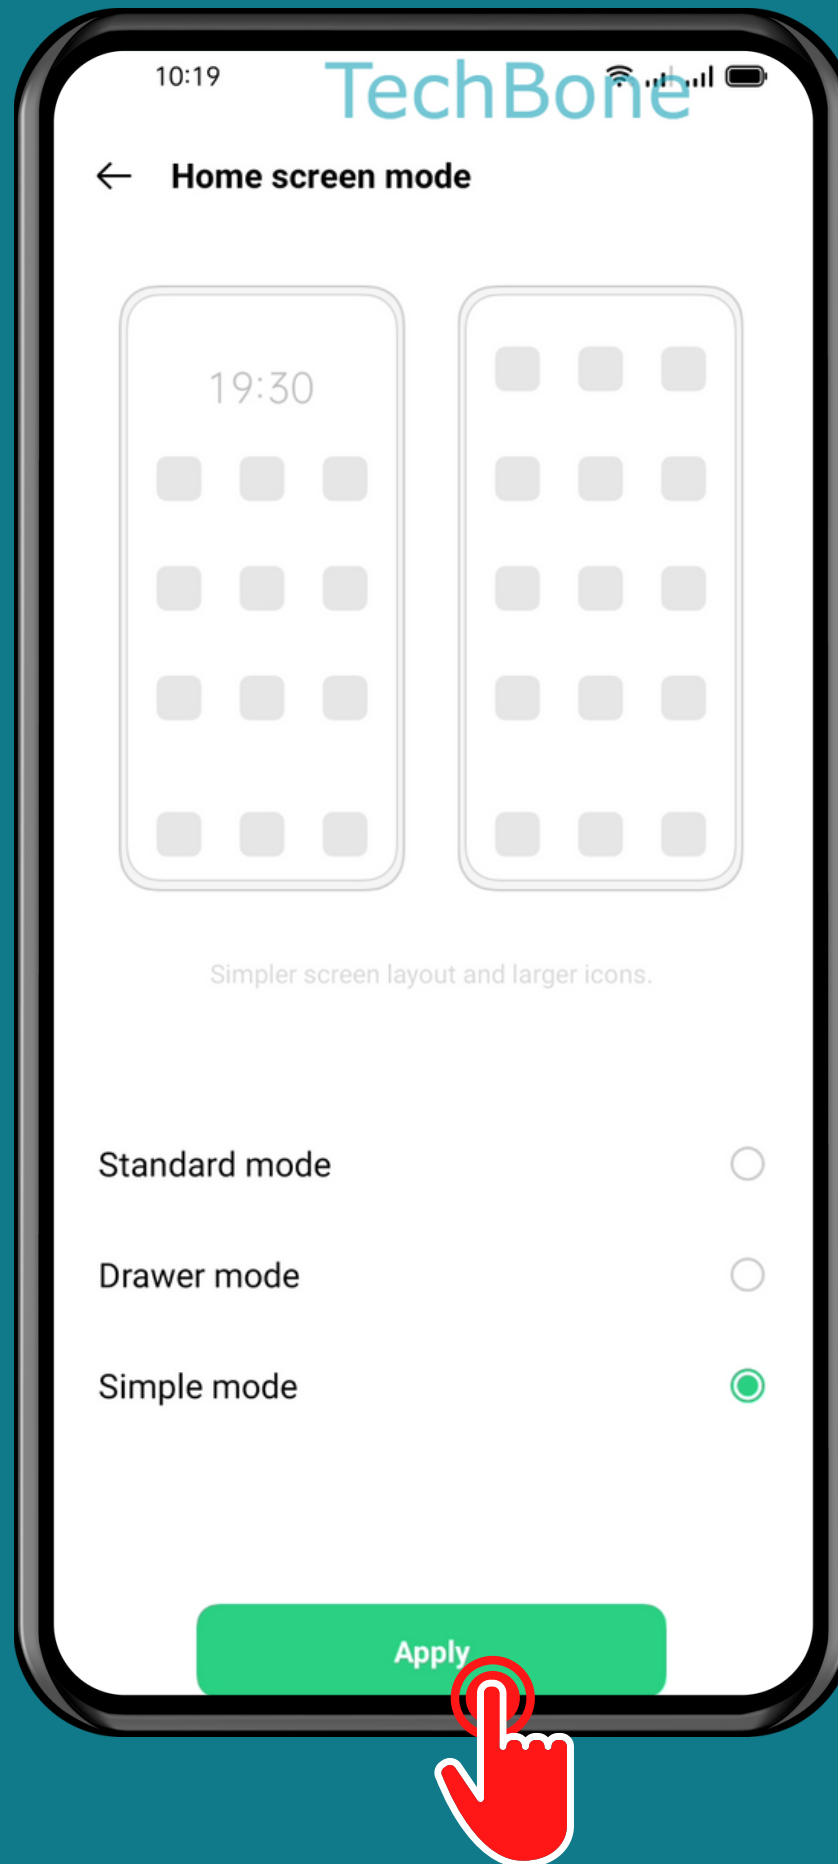 10:19
TechBone
Home screen mode
19:30
Simpler screen layout and larger icons.
Standard mode
Drawer mode
Simple mode
Apply